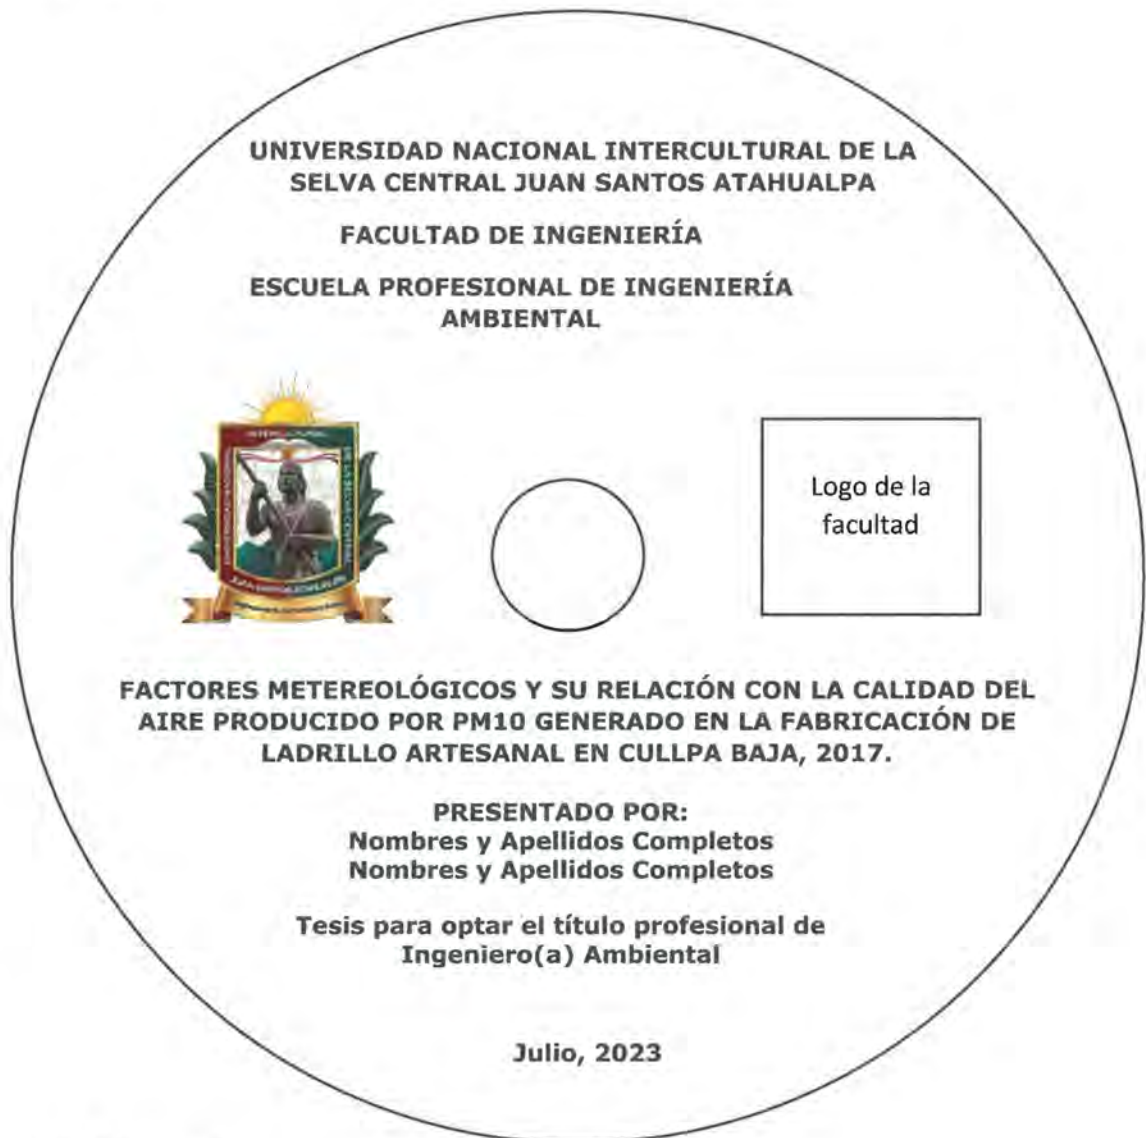 UNIVERSIDAD NACIONAL INTERCULTURAL DE LA
SELVA CENTRAL JUAN SANTOS ATAHUALPA
FACULTAD DE INGENIERÍA
ESCUELA PROFESIONAL DE INGENIERÍA
AMBIENTAL
Logo de la
facultad
FACTORES METEREOLÓGICOS Y SU RELACIÓN CON LA CALIDAD DEL
AIRE PRODUCIDO POR PM10 GENERADO EN LA FABRICACIÓN DE
LADRILLO ARTESANAL EN CULLPA BAJA, 2017.
PRESENTADO POR:
Nombres y Apellidos Completos
Nombres y Apellidos Completos
Tesis para optar el título profesional de
Ingeniero(a) Ambiental
Julio, 2023